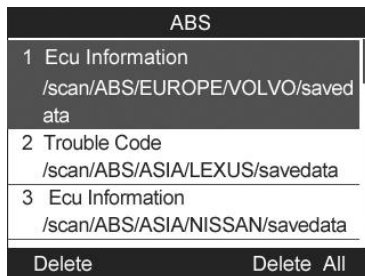 ABS
1 Ecu Information
/scan/ABS/EUROPE/VOLVO/saved
ata
2 Trouble Code
/scan/ABS/ASIA/LEXUS/savedata
3 Ecu Information
/scan/ABS/ASIA/NISSAN/savedata
Delete Delete All